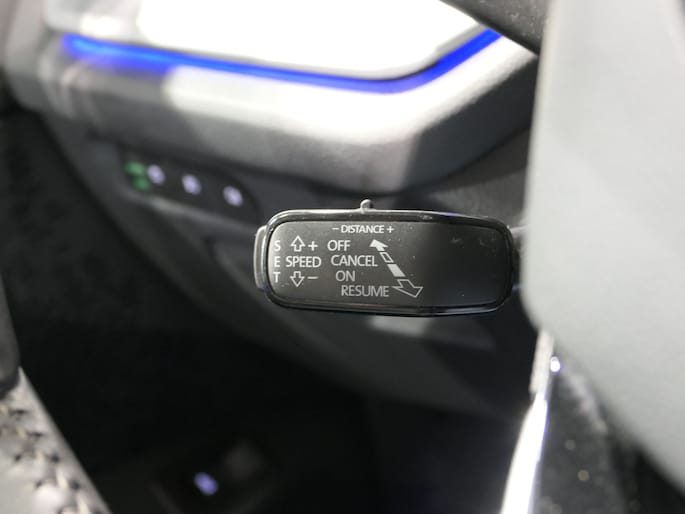 − DISTANCE +
S + OFF
E SPEED CANCEL
T − ON
RESUME